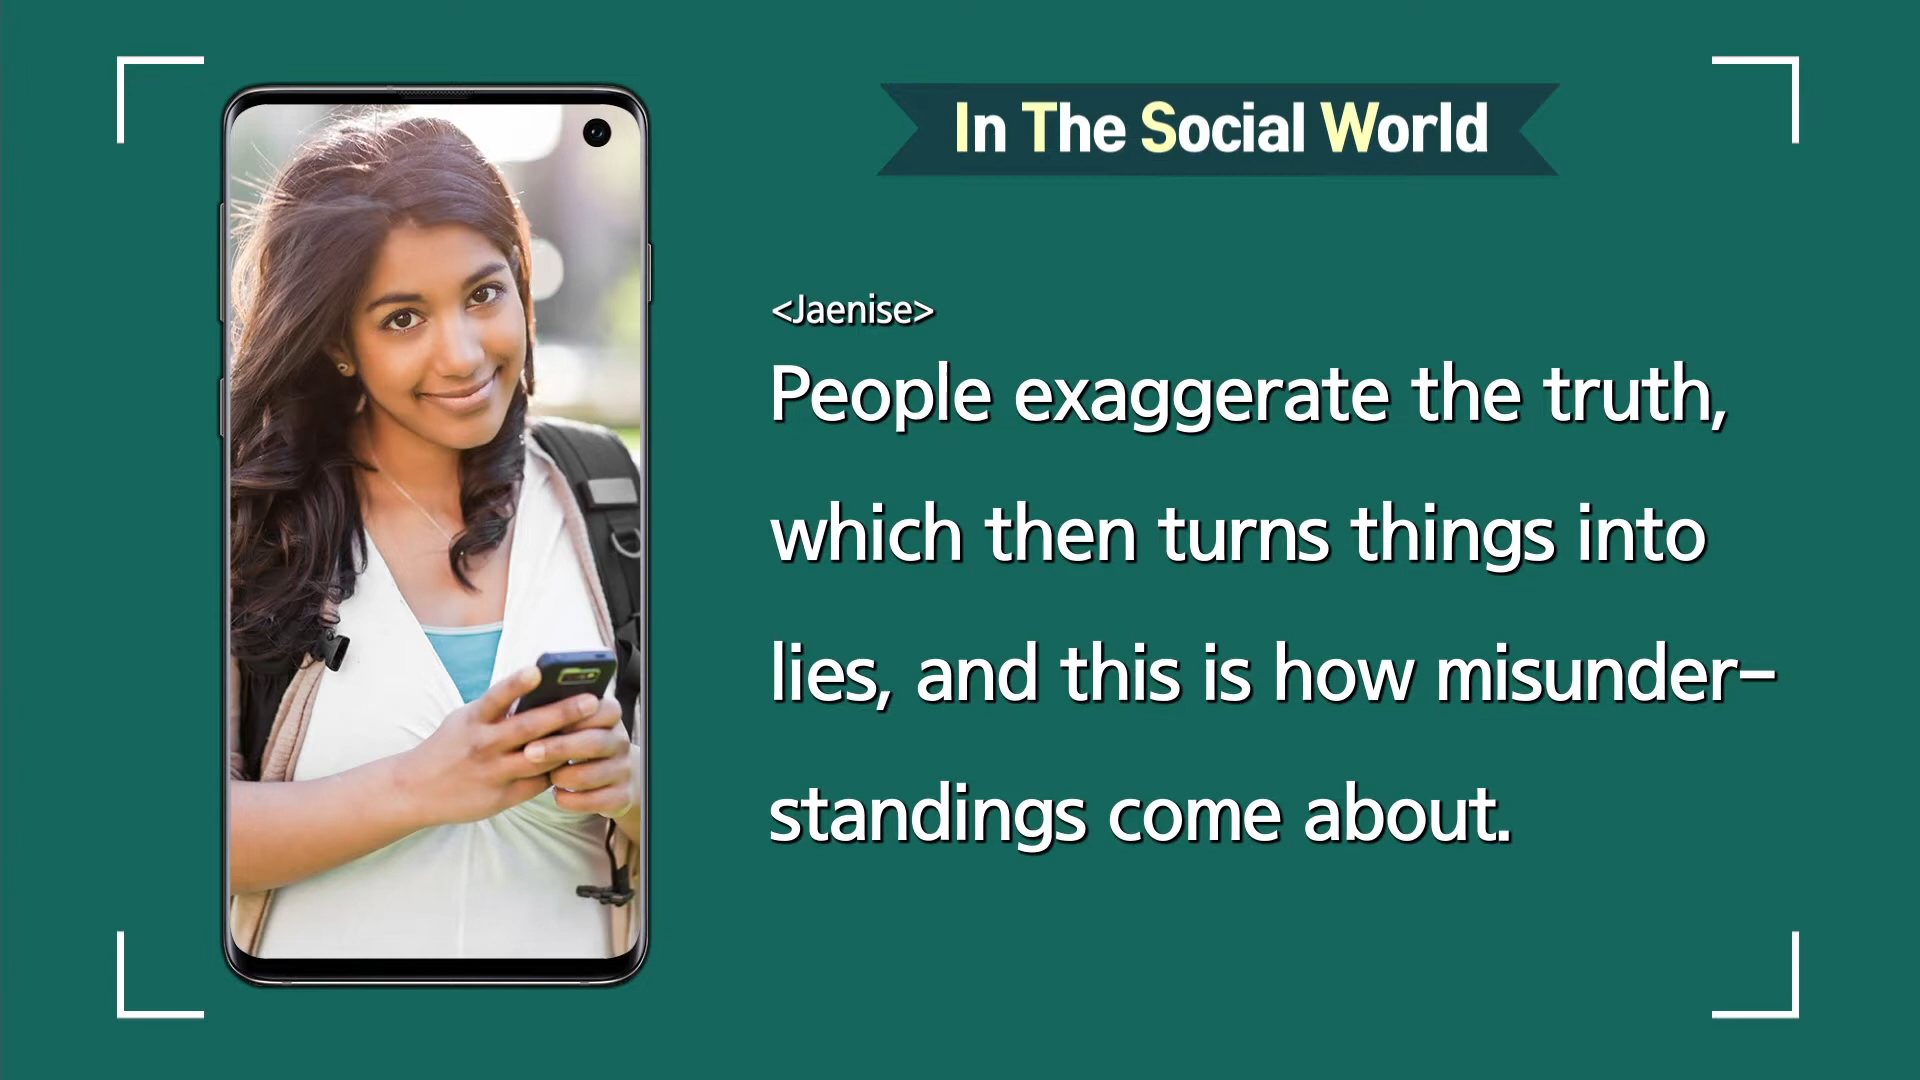 In The Social World
<Jaenise>
People exaggerate the truth,
which then turns things into
lies, and this is how misunder-
standings come about.